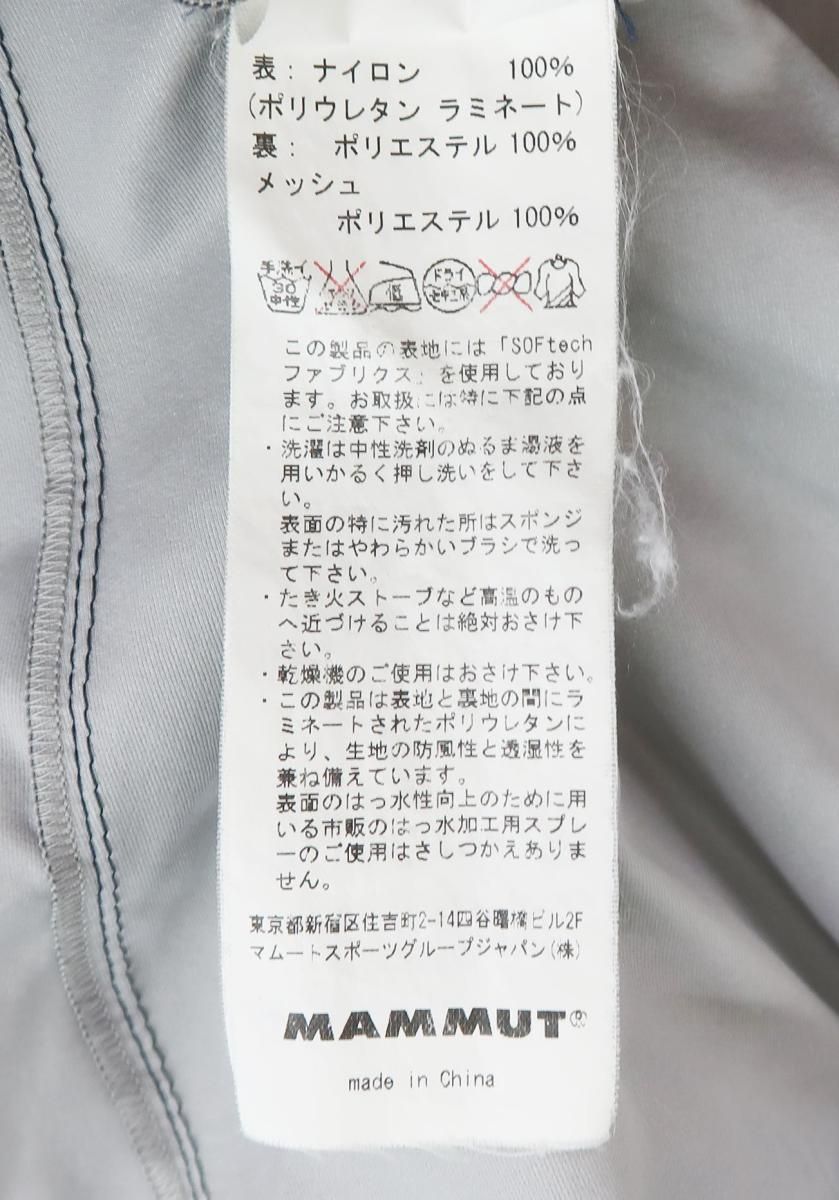 表: ナイロン 100%
(ポリウレタン ラミネート)
裏: ポリエステル 100%
メッシュ
ポリエステル 100%
手洗イ 30 中性 低 ドライ セキユ系
この製品の表地には「SOFtech
ファブリクス」を使用しており
ます。お取扱には特に下記の点
にご注意下さい。
・洗濯は中性洗剤のぬるま湯液を
用いかるく押し洗いをして下さ
い。
表面の特に汚れた所はスポンジ
またはやわらかいブラシで洗っ
て下さい。
・たき火ストーブなど高温のもの
へ近づけることは絶対おさけ下
さい。
・乾燥機のご使用はおさけ下さい。
・この製品は表地と裏地の間にラ
ミネートされたポリウレタンに
より、生地の防風性と透湿性を
兼ね備えています。
表面のはっ水性向上のために用
いる市販のはっ水加工用スプレ
ーのご使用はさしつかえありま
せん。
東京都新宿区住吉町2-14四谷曙橋ビル2F
マムートスポーツグループジャパン(株)
MAMMUT®
made in China